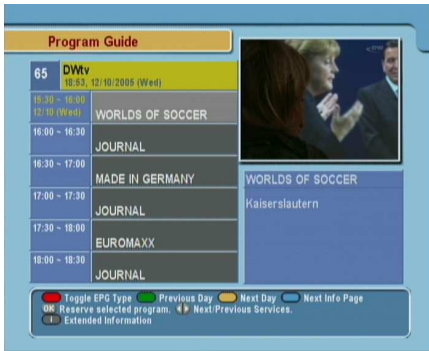 Program Guide
65 DWtv
18:53, 12/10/2005 (Wed)
15:30 ~ 16:00
12/10 (Wed) WORLDS OF SOCCER
16:00 ~ 16:30
JOURNAL
16:30 ~ 17:00
MADE IN GERMANY
17:00 ~ 17:30
JOURNAL
17:30 ~ 18:00
EUROMAXX
18:00 ~ 18:30
JOURNAL
WORLDS OF SOCCER
Kaiserslautern
Toggle EPG Type Previous Day Next Day Next Info Page
OK Reserve selected program. Next/Previous Services.
i Extended Information